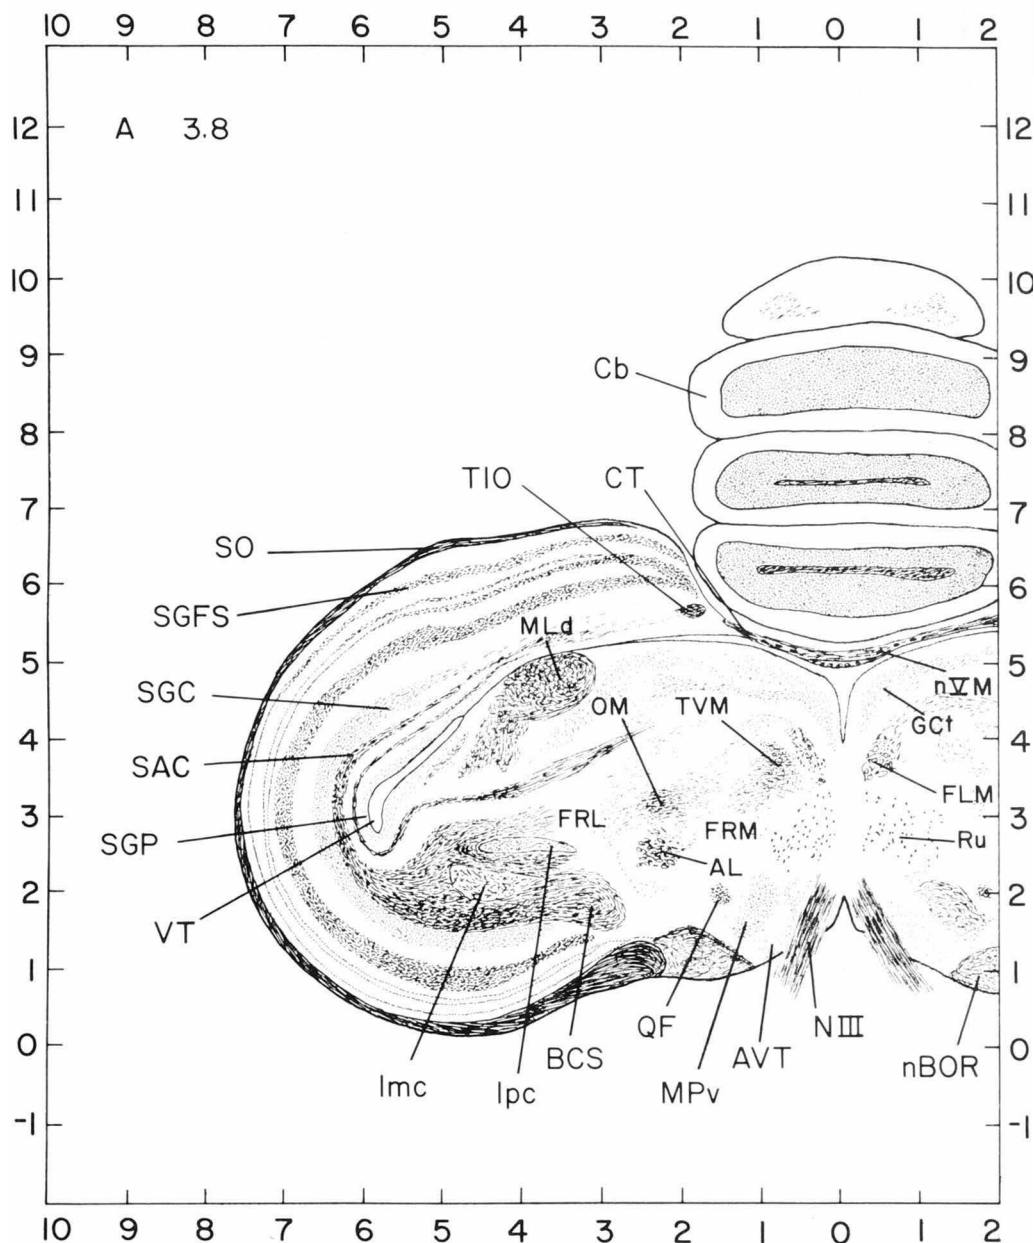 10 9 8 7 6 5 4 3 2 1 0 1 2
A 3.8
12 12
11 11
10 10
9 9
Cb
8 8
TIO CT
7 7
SO
6 6
SGFS
MLd
5 5
nVM
SGC OM TVM GCt
4 4
SAC
FLM
3 FRL FRM 3
SGP Ru
AL
2 2
VT
1 1
QF NIII
0 0
BCS AVT nBOR
Imc Ipc MPv
-1 -1
10 9 8 7 6 5 4 3 2 1 0 1 2